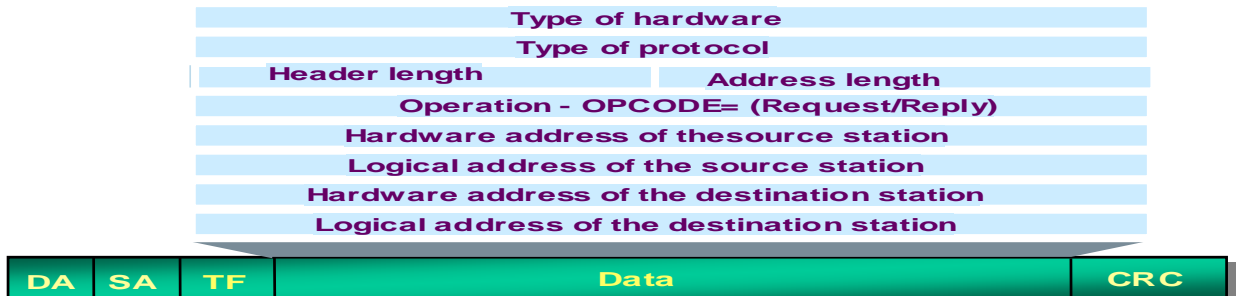 Type of hardware
Type of protocol
Header length Address length
Operation - OPCODE= (Request/Reply)
Hardware address of thesource station
Logical address of the source station
Hardware address of the destination station
Logical address of the destination station
DA SA TF Data CRC